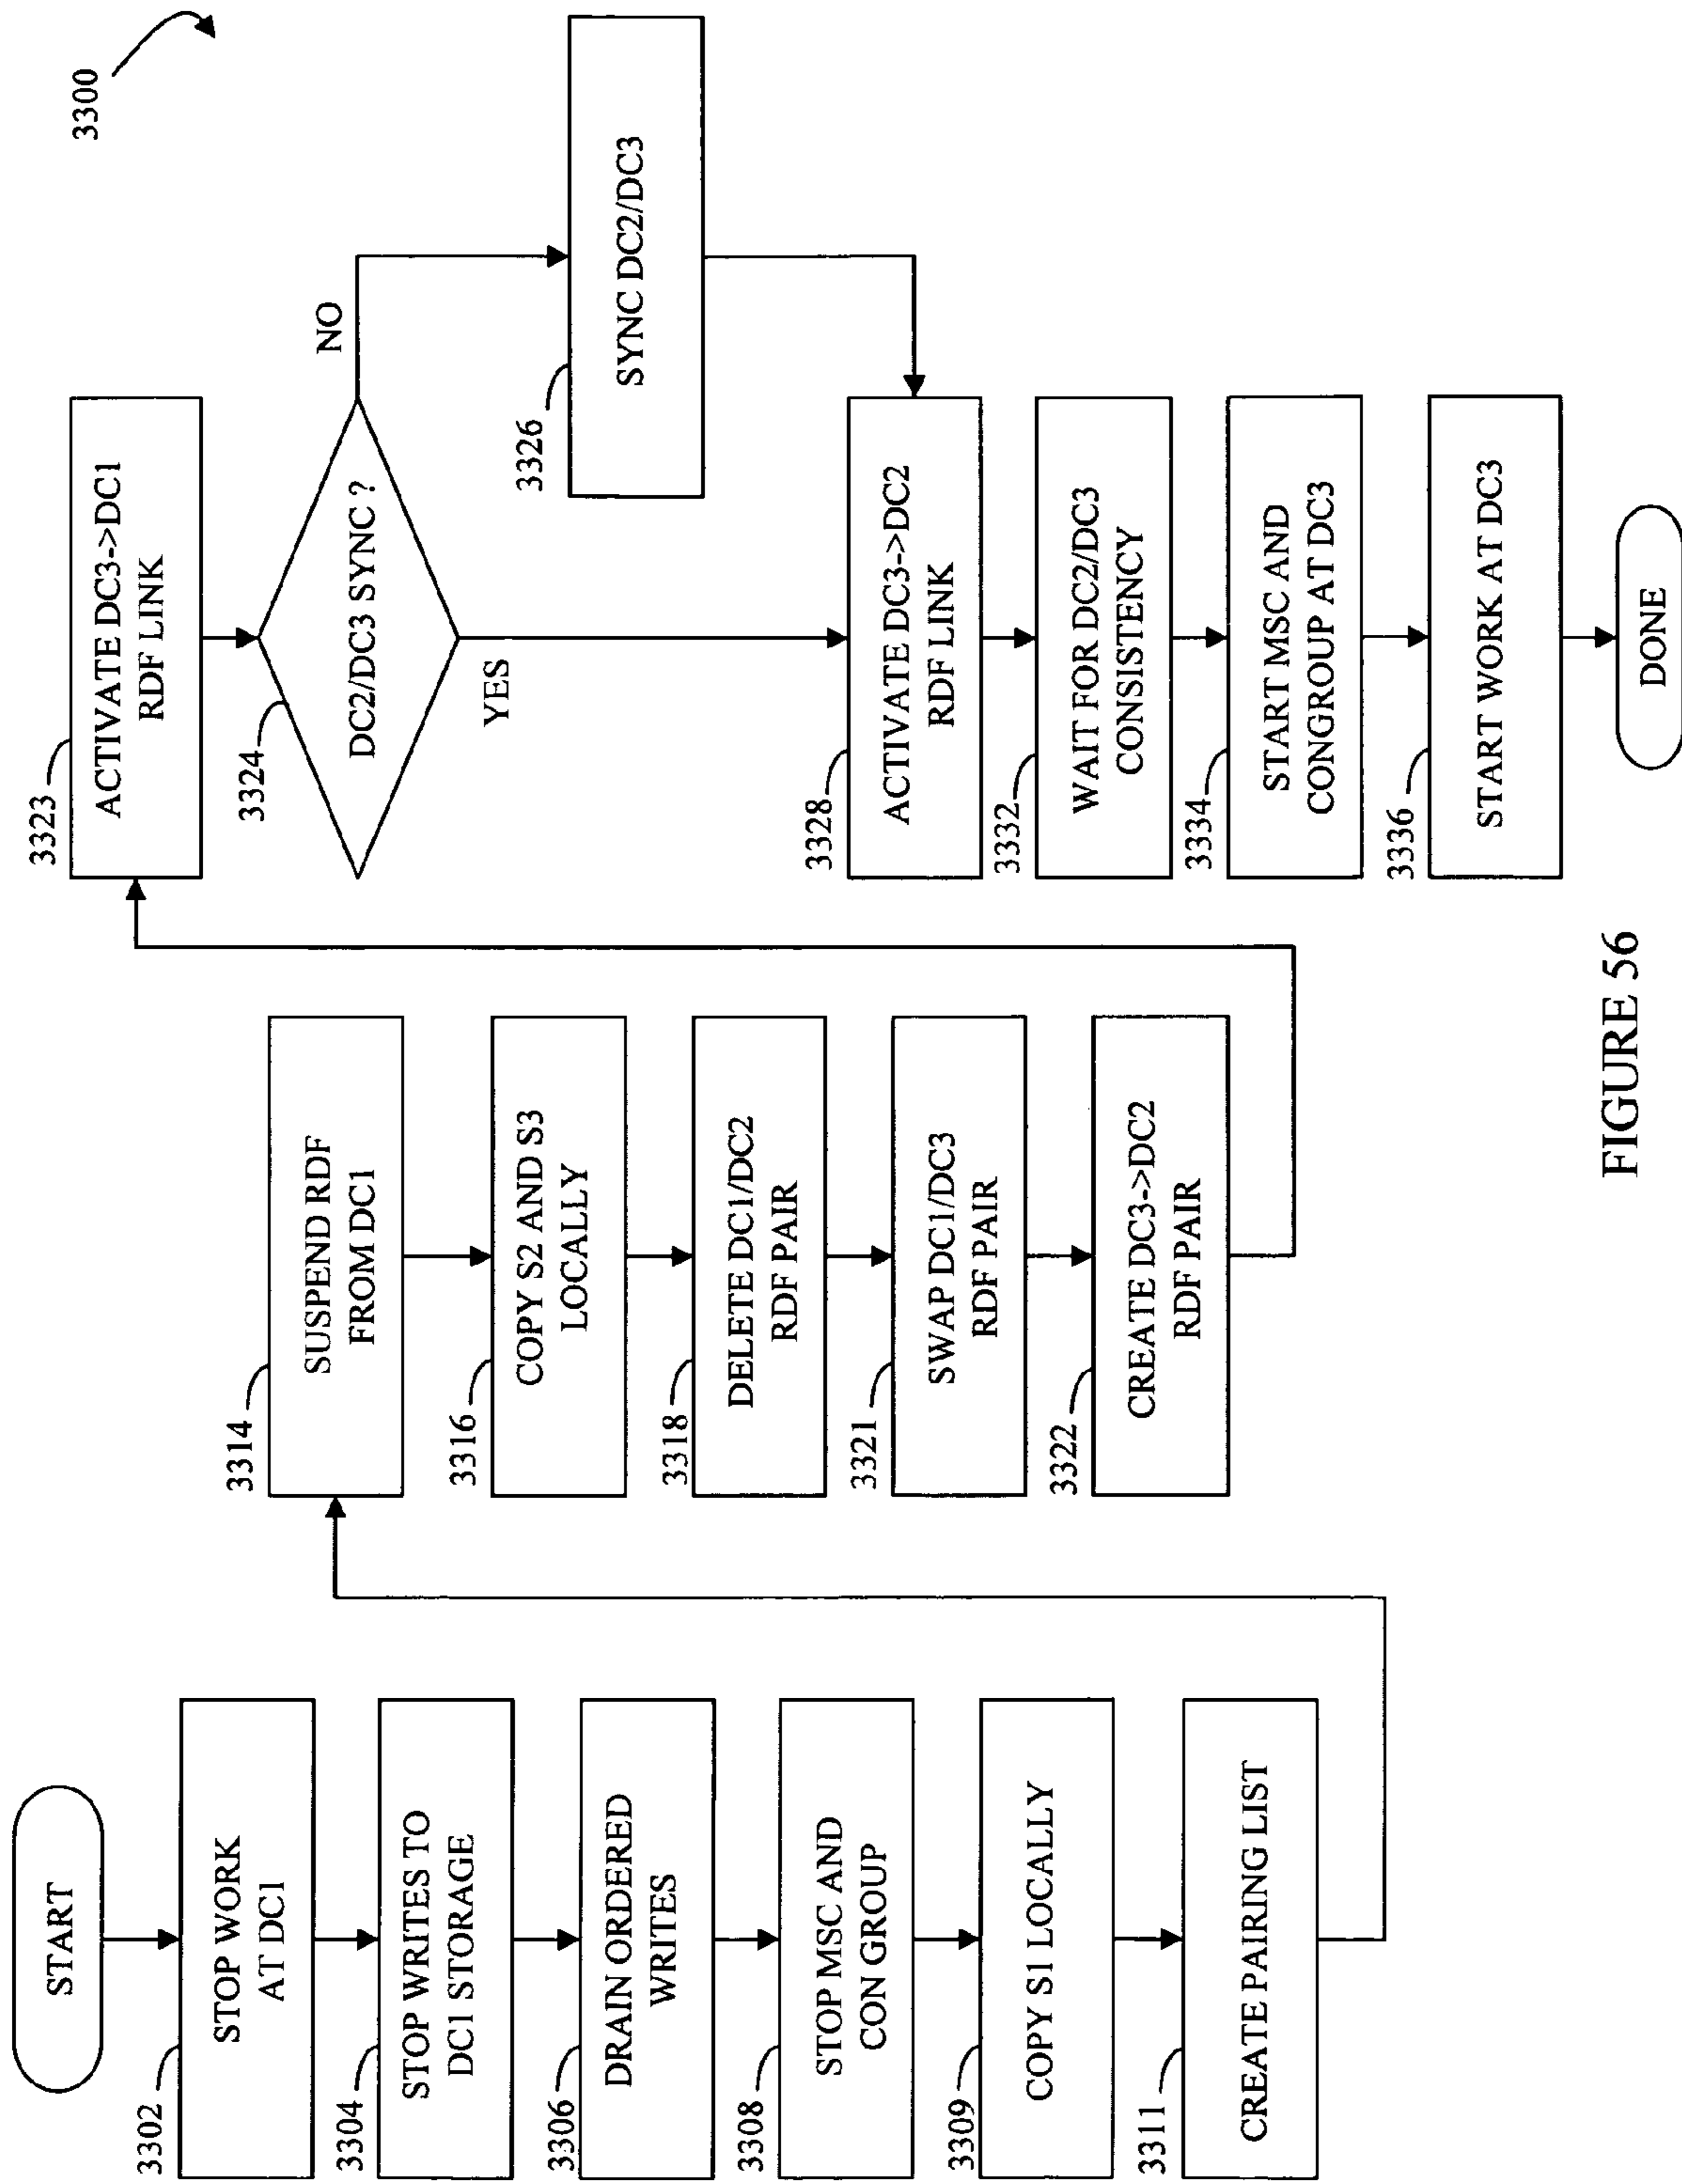 3300
START
3302
STOP WORK
AT DC1
3304
STOP WRITES TO
DC1 STORAGE
3306
DRAIN ORDERED
WRITES
3308
STOP MSC AND
CON GROUP
3309
COPY S1 LOCALLY
3311
CREATE PAIRING LIST
3314
SUSPEND RDF
FROM DC1
3316
COPY S2 AND S3
LOCALLY
3318
DELETE DC1/DC2
RDF PAIR
3321
SWAP DC1/DC3
RDF PAIR
3322
CREATE DC3->DC2
RDF PAIR
3323
ACTIVATE DC3->DC1
RDF LINK
3324
DC2/DC3 SYNC ?
NO
YES
3326
SYNC DC2/DC3
3328
ACTIVATE DC3->DC2
RDF LINK
3332
WAIT FOR DC2/DC3
CONSISTENCY
3334
START MSC AND
CONGROUP AT DC3
3336
START WORK AT DC3
DONE
FIGURE 56